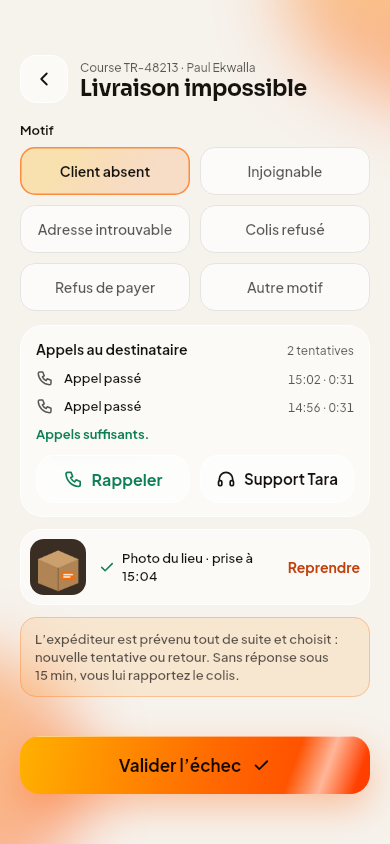 Course TR-48213 · Paul Ekwalla
Livraison impossible
Motif
Client absent
Injoignable
Adresse introuvable
Colis refusé
Refus de payer
Autre motif
Appels au destinataire
2 tentatives
Appel passé
15:02 · 0:31
Appel passé
14:56 · 0:31
Appels suffisants.
Rappeler
Support Tara
Photo du lieu · prise à
15:04
Reprendre
L’expéditeur est prévenu tout de suite et choisit :
nouvelle tentative ou retour. Sans réponse sous
15 min, vous lui rapportez le colis.
Valider l’échec